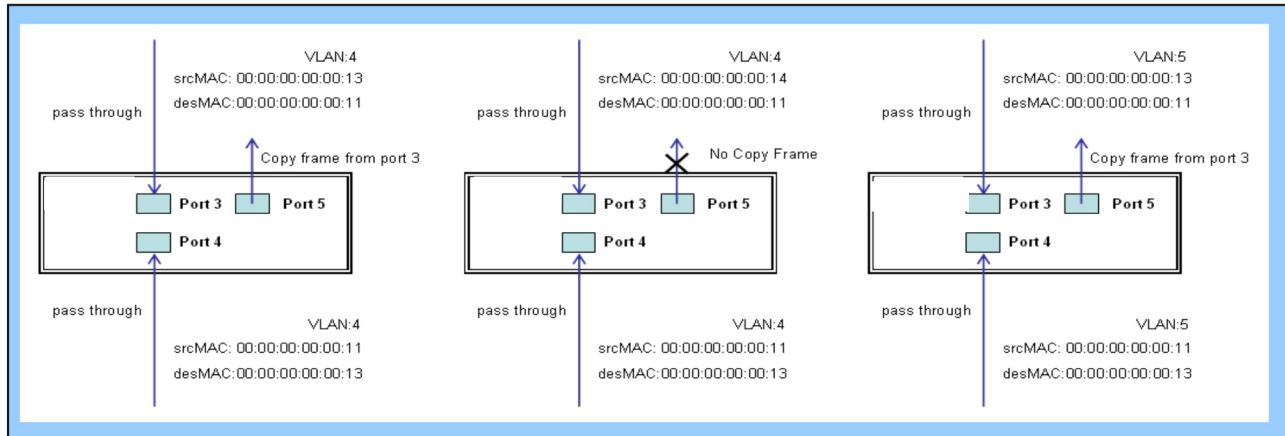 VLAN:4
srcMAC: 00:00:00:00:00:13
desMAC:00:00:00:00:00:11
pass through
Copy frame from port 3
Port 3
Port 5
Port 4
pass through
VLAN:4
srcMAC: 00:00:00:00:00:11
desMAC:00:00:00:00:00:13
VLAN:4
srcMAC: 00:00:00:00:00:14
desMAC:00:00:00:00:00:11
pass through
No Copy Frame
Port 3
Port 5
Port 4
pass through
VLAN:4
srcMAC: 00:00:00:00:00:11
desMAC:00:00:00:00:00:13
VLAN:5
srcMAC: 00:00:00:00:00:13
desMAC:00:00:00:00:00:11
pass through
Copy frame from port 3
Port 3
Port 5
Port 4
pass through
VLAN:5
srcMAC: 00:00:00:00:00:11
desMAC:00:00:00:00:00:13